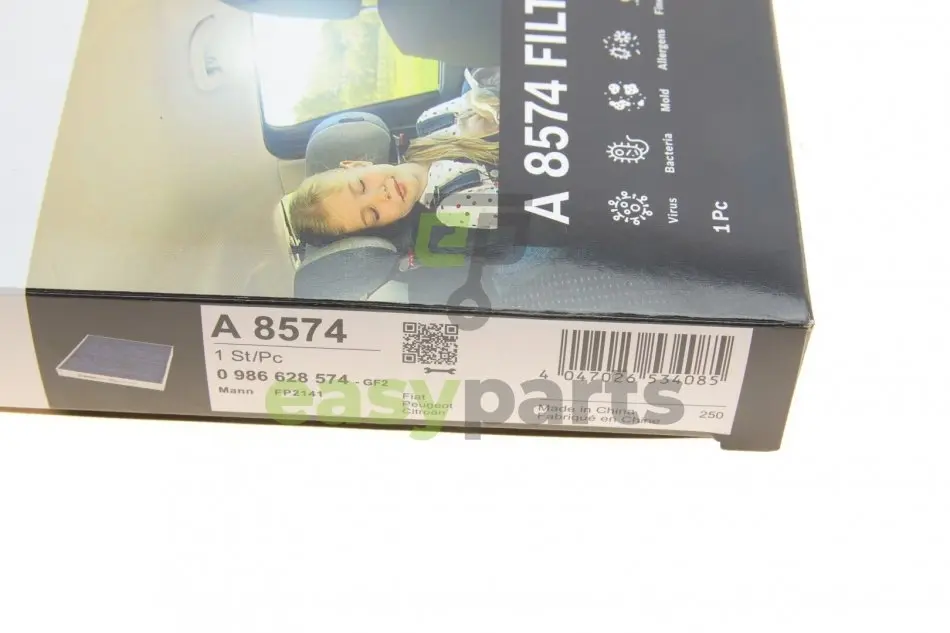 A 8574 FILT
Virus
Bacteria
Mold
Allergens
1 Pc
A 8574
1 St/Pc
0 986 628 574 - GF2
Mann FP2141
Fiat
Peugeot
Citroën
4 047026 534085
Made in China
Fabriqué en Chine
250
easyparts